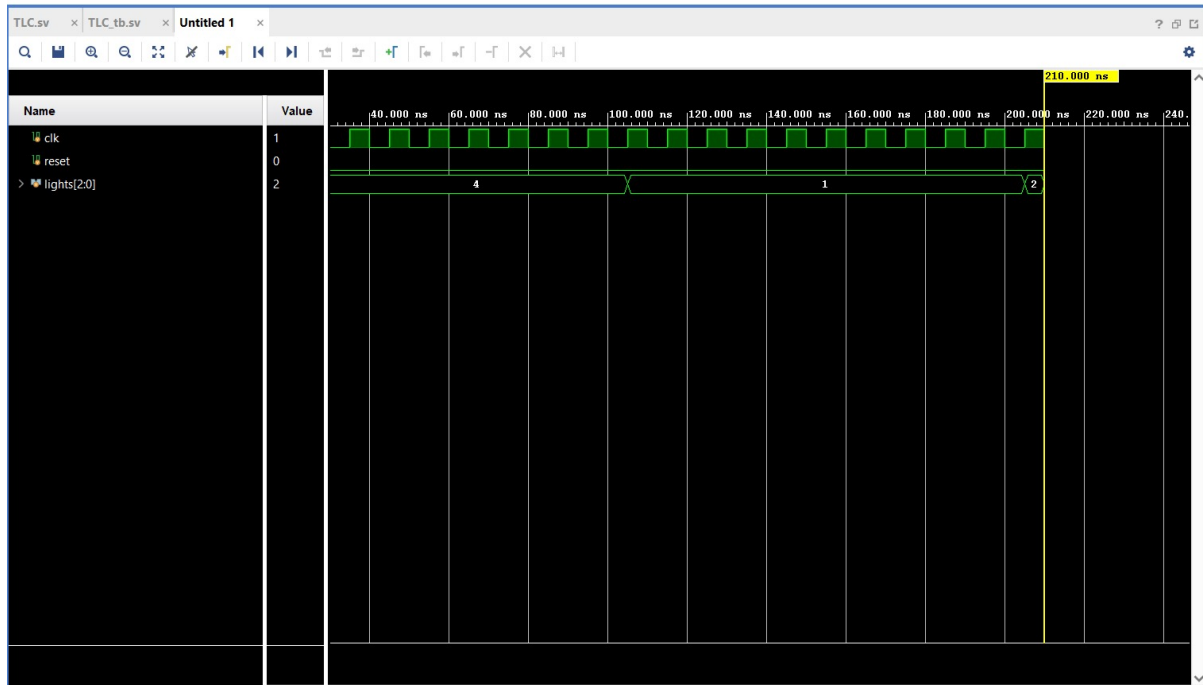 TLC.sv × TLC_tb.sv × Untitled 1 ×
?
210.000 ns
Name Value
40.000 ns 60.000 ns 80.000 ns 100.000 ns 120.000 ns 140.000 ns 160.000 ns 180.000 ns 200.000 ns 220.000 ns 240.
clk 1
reset 0
> lights[2:0] 2 4 1 2